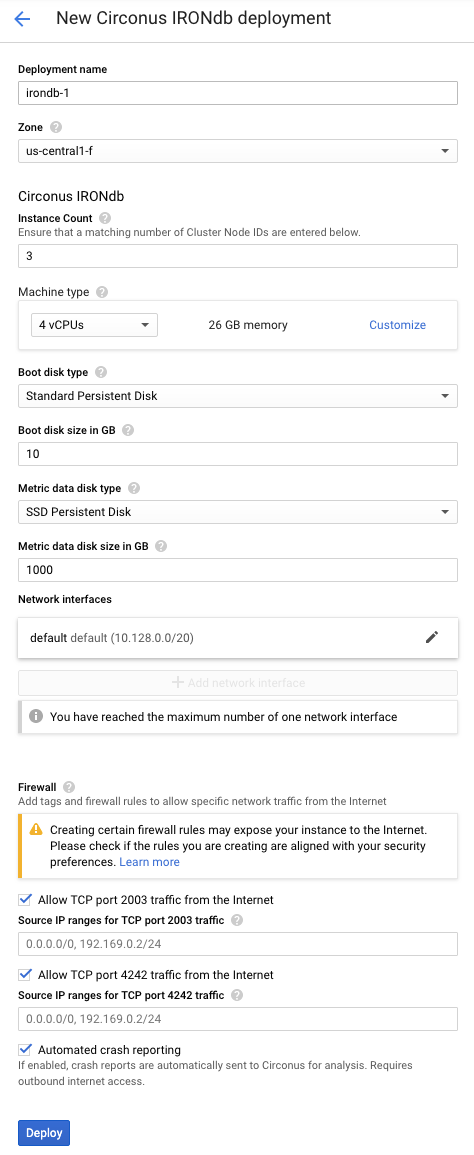 New Circonus IRONdb deployment
Deployment name
irondb-1
Zone
us-central1-f
Circonus IRONdb
Instance Count
Ensure that a matching number of Cluster Node IDs are entered below.
3
Machine type
4 vCPUs 26 GB memory Customize
Boot disk type
Standard Persistent Disk
Boot disk size in GB
10
Metric data disk type
SSD Persistent Disk
Metric data disk size in GB
1000
Network interfaces
default default (10.128.0.0/20)
Add network interface
You have reached the maximum number of one network interface
Firewall
Add tags and firewall rules to allow specific network traffic from the Internet
Creating certain firewall rules may expose your instance to the Internet.
Please check if the rules you are creating are aligned with your security
preferences. Learn more
Allow TCP port 2003 traffic from the Internet
Source IP ranges for TCP port 2003 traffic
0.0.0.0/0, 192.169.0.2/24
Allow TCP port 4242 traffic from the Internet
Source IP ranges for TCP port 4242 traffic
0.0.0.0/0, 192.169.0.2/24
Automated crash reporting
If enabled, crash reports are automatically sent to Circonus for analysis. Requires
outbound internet access.
Deploy